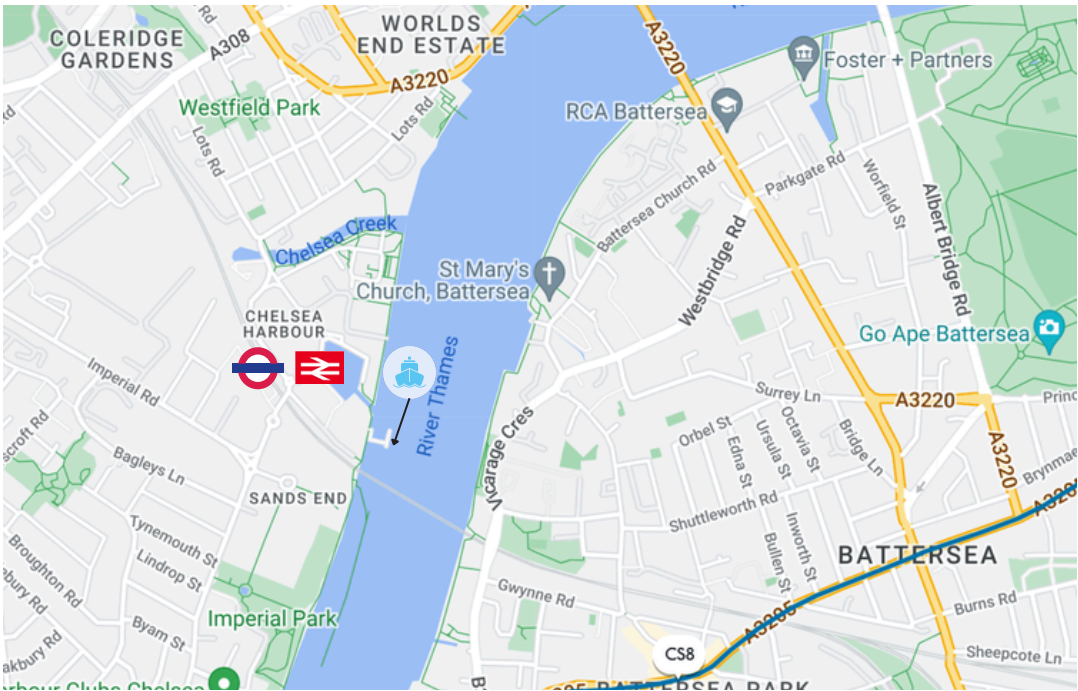 COLERIDGE
GARDENS
A308
WORLDS
END ESTATE
A3220
A3220
Foster + Partners
RCA Battersea
Westfield Park
Lots Rd
Lots Rd
Rd
Battersea Church Rd
Parkgate Rd
Worfield St
Albert Bridge Rd
Chelsea Creek
St Mary's
Church, Battersea
Westbridge Rd
CHELSEA
HARBOUR
Go Ape Battersea
River Thames
Imperial Rd
Surrey Ln
A3220
Vicarage Cres
Orbel St
Edna St
Ursula St
Octavia St
Bridge Ln
A3220
Bagleys Ln
SANDS END
Shuttleworth Rd
Inworth St
Bullen St
Tynemouth St
Lindrop St
Broughton Rd
BATTERSEA
Gwynne Rd
Burns Rd
Imperial Park
Byam St
A3205
CS8
Sheepcote Ln
BATTERSEA PARK